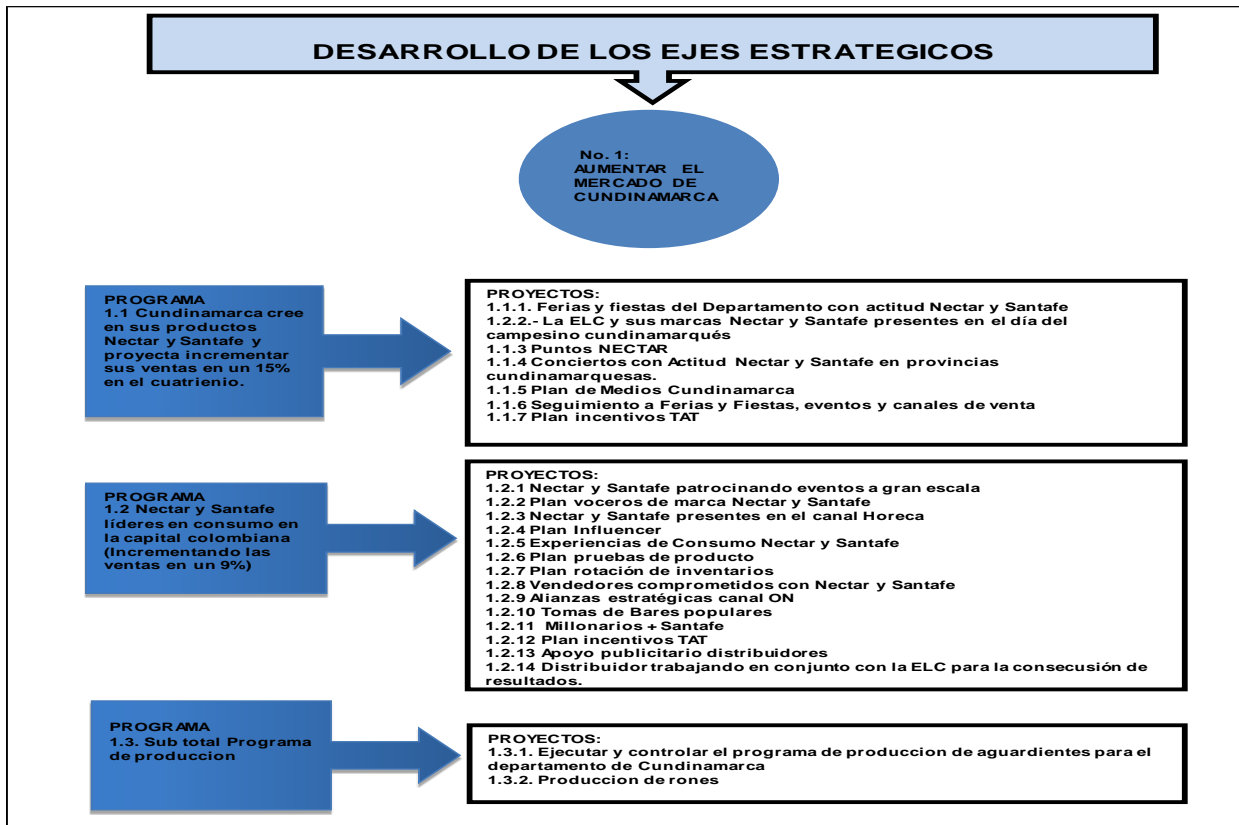 DESARROLLO DE LOS EJES ESTRATEGICOS
No. 1:
AUMENTAR EL
MERCADO DE
CUNDINAMARCA
PROGRAMA
1.1 Cundinamarca cree
en sus productos
Nectar y Santafe y
proyecta incrementar
sus ventas en un 15%
en el cuatrienio.
PROYECTOS:
1.1.1. Ferias y fiestas del Departamento con actitud Nectar y Santafe
1.2.2.- La ELC y sus marcas Nectar y Santafe presentes en el día del
campesino cundinamarqués
1.1.3 Puntos NECTAR
1.1.4 Conciertos con Actitud Nectar y Santafe en provincias
cundinamarquesas.
1.1.5 Plan de Medios Cundinamarca
1.1.6 Seguimiento a Ferias y Fiestas, eventos y canales de venta
1.1.7 Plan incentivos TAT
PROGRAMA
1.2 Nectar y Santafe
líderes en consumo en
la capital colombiana
(Incrementando las
ventas en un 9%)
PROYECTOS:
1.2.1 Nectar y Santafe patrocinando eventos a gran escala
1.2.2 Plan voceros de marca Nectar y Santafe
1.2.3 Nectar y Santafe presentes en el canal Horeca
1.2.4 Plan Influencer
1.2.5 Experiencias de Consumo Nectar y Santafe
1.2.6 Plan pruebas de producto
1.2.7 Plan rotación de inventarios
1.2.8 Vendedores comprometidos con Nectar y Santafe
1.2.9 Alianzas estratégicas canal ON
1.2.10 Tomas de Bares populares
1.2.11 Millonarios + Santafe
1.2.12 Plan incentivos TAT
1.2.13 Apoyo publicitario distribuidores
1.2.14 Distribuidor trabajando en conjunto con la ELC para la consecusión de
resultados.
PROGRAMA
1.3. Sub total Programa
de produccion
PROYECTOS:
1.3.1. Ejecutar y controlar el programa de produccion de aguardientes para el
departamento de Cundinamarca
1.3.2. Produccion de rones